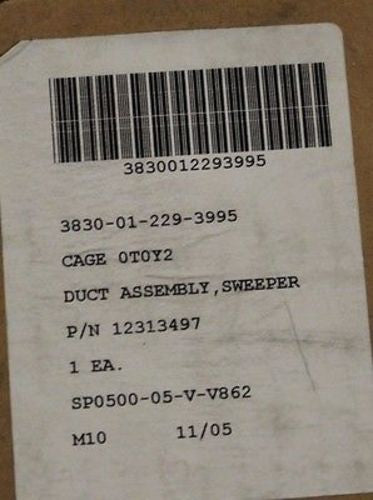 3830012293995
3830-01-229-3995
CAGE 0T0Y2
DUCT ASSEMBLY,SWEEPER
P/N 12313497
1 EA.
SP0500-05-V-V862
M10 11/05